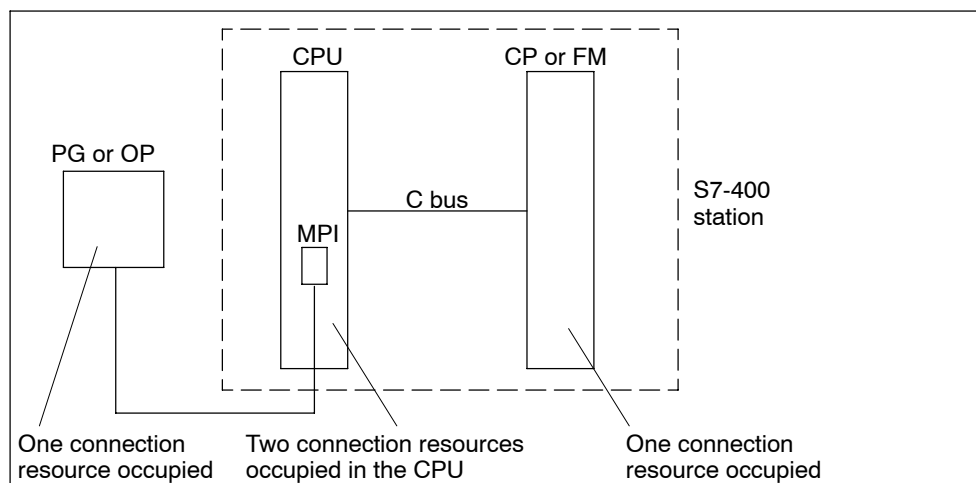 CPU
CP or FM
PG or OP
C bus
S7-400
station
MPI
One connection
resource occupied
Two connection resources
occupied in the CPU
One connection
resource occupied